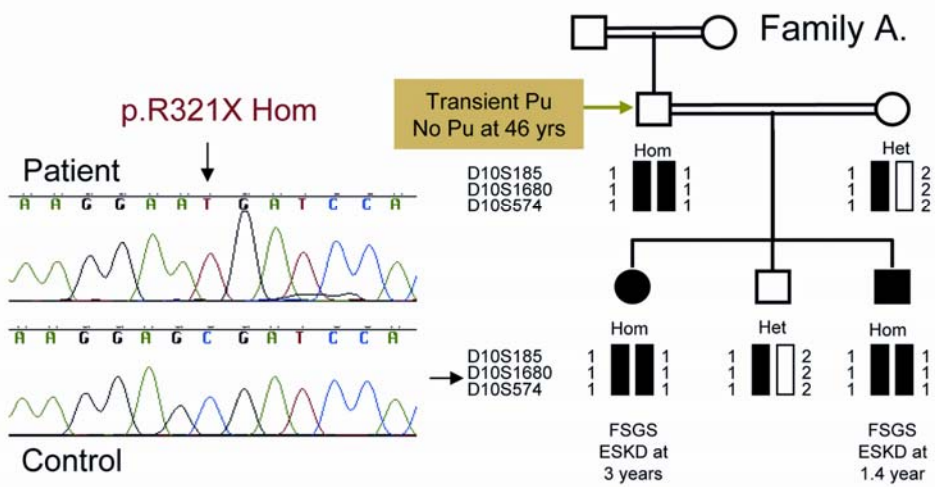 Family A.
Transient Pu
No Pu at 46 yrs
p.R321X Hom
Patient
A A G G A A T G A T C C A
Hom
Het
D10S185 1 1 1 2
D10S1680 1 1 1 2
D10S574 1 1 1 2
A A G G A G C G A T C C A
Control
Hom
Het
Hom
D10S185 1 1 1 2 1 1
D10S1680 1 1 1 2 1 1
D10S574 1 1 1 2 1 1
FSGS
ESKD at
3 years
FSGS
ESKD at
1.4 year